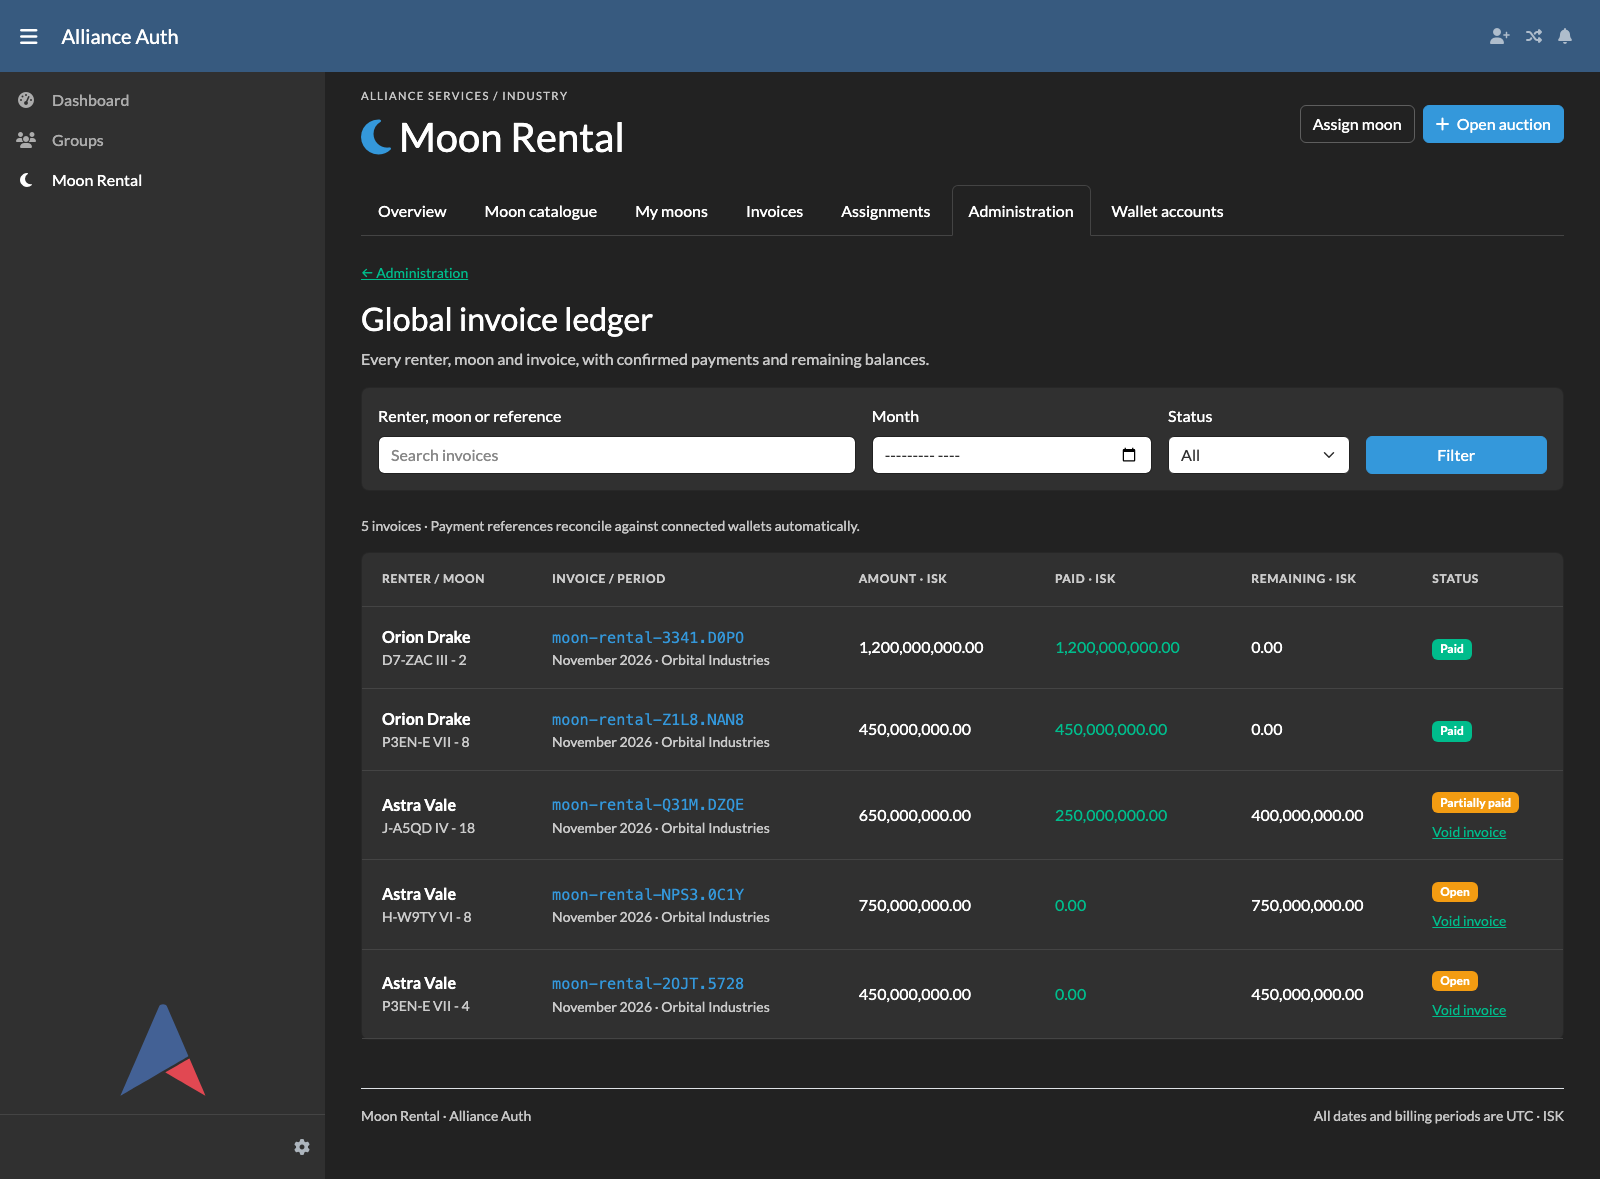 Alliance Auth
Dashboard
Groups
Moon Rental
ALLIANCE SERVICES / INDUSTRY
Moon Rental
Assign moon
+ Open auction
Overview
Moon catalogue
My moons
Invoices
Assignments
Administration
Wallet accounts
← Administration
Global invoice ledger
Every renter, moon and invoice, with confirmed payments and remaining balances.
Renter, moon or reference
Month
Status
Search invoices
--------- ----
All
Filter
5 invoices · Payment references reconcile against connected wallets automatically.
RENTER / MOON INVOICE / PERIOD AMOUNT · ISK PAID · ISK REMAINING · ISK STATUS
Orion Drake
D7-ZAC III - 2
moon-rental-3341.D0PO
November 2026 · Orbital Industries
1,200,000,000.00
1,200,000,000.00
0.00
Paid
Orion Drake
P3EN-E VII - 8
moon-rental-Z1L8.NAN8
November 2026 · Orbital Industries
450,000,000.00
450,000,000.00
0.00
Paid
Astra Vale
J-A5QD IV - 18
moon-rental-Q31M.DZQE
November 2026 · Orbital Industries
650,000,000.00
250,000,000.00
400,000,000.00
Partially paid
Void invoice
Astra Vale
H-W9TY VI - 8
moon-rental-NPS3.0C1Y
November 2026 · Orbital Industries
750,000,000.00
0.00
750,000,000.00
Open
Void invoice
Astra Vale
P3EN-E VII - 4
moon-rental-2OJT.5728
November 2026 · Orbital Industries
450,000,000.00
0.00
450,000,000.00
Open
Void invoice
Moon Rental · Alliance Auth
All dates and billing periods are UTC · ISK